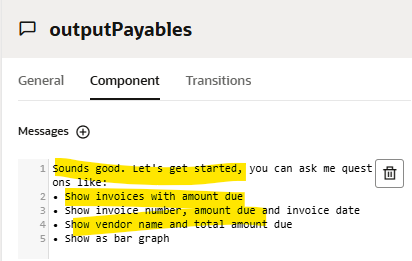 outputPayables
General Component Transitions
Messages
1 Sounds good. Let's get started, you can ask me quest
ons like:
2 • Show invoices with amount due
3 • Show invoice number, amount due and invoice date
4 • Show vendor name and total amount due
5 • Show as bar graph